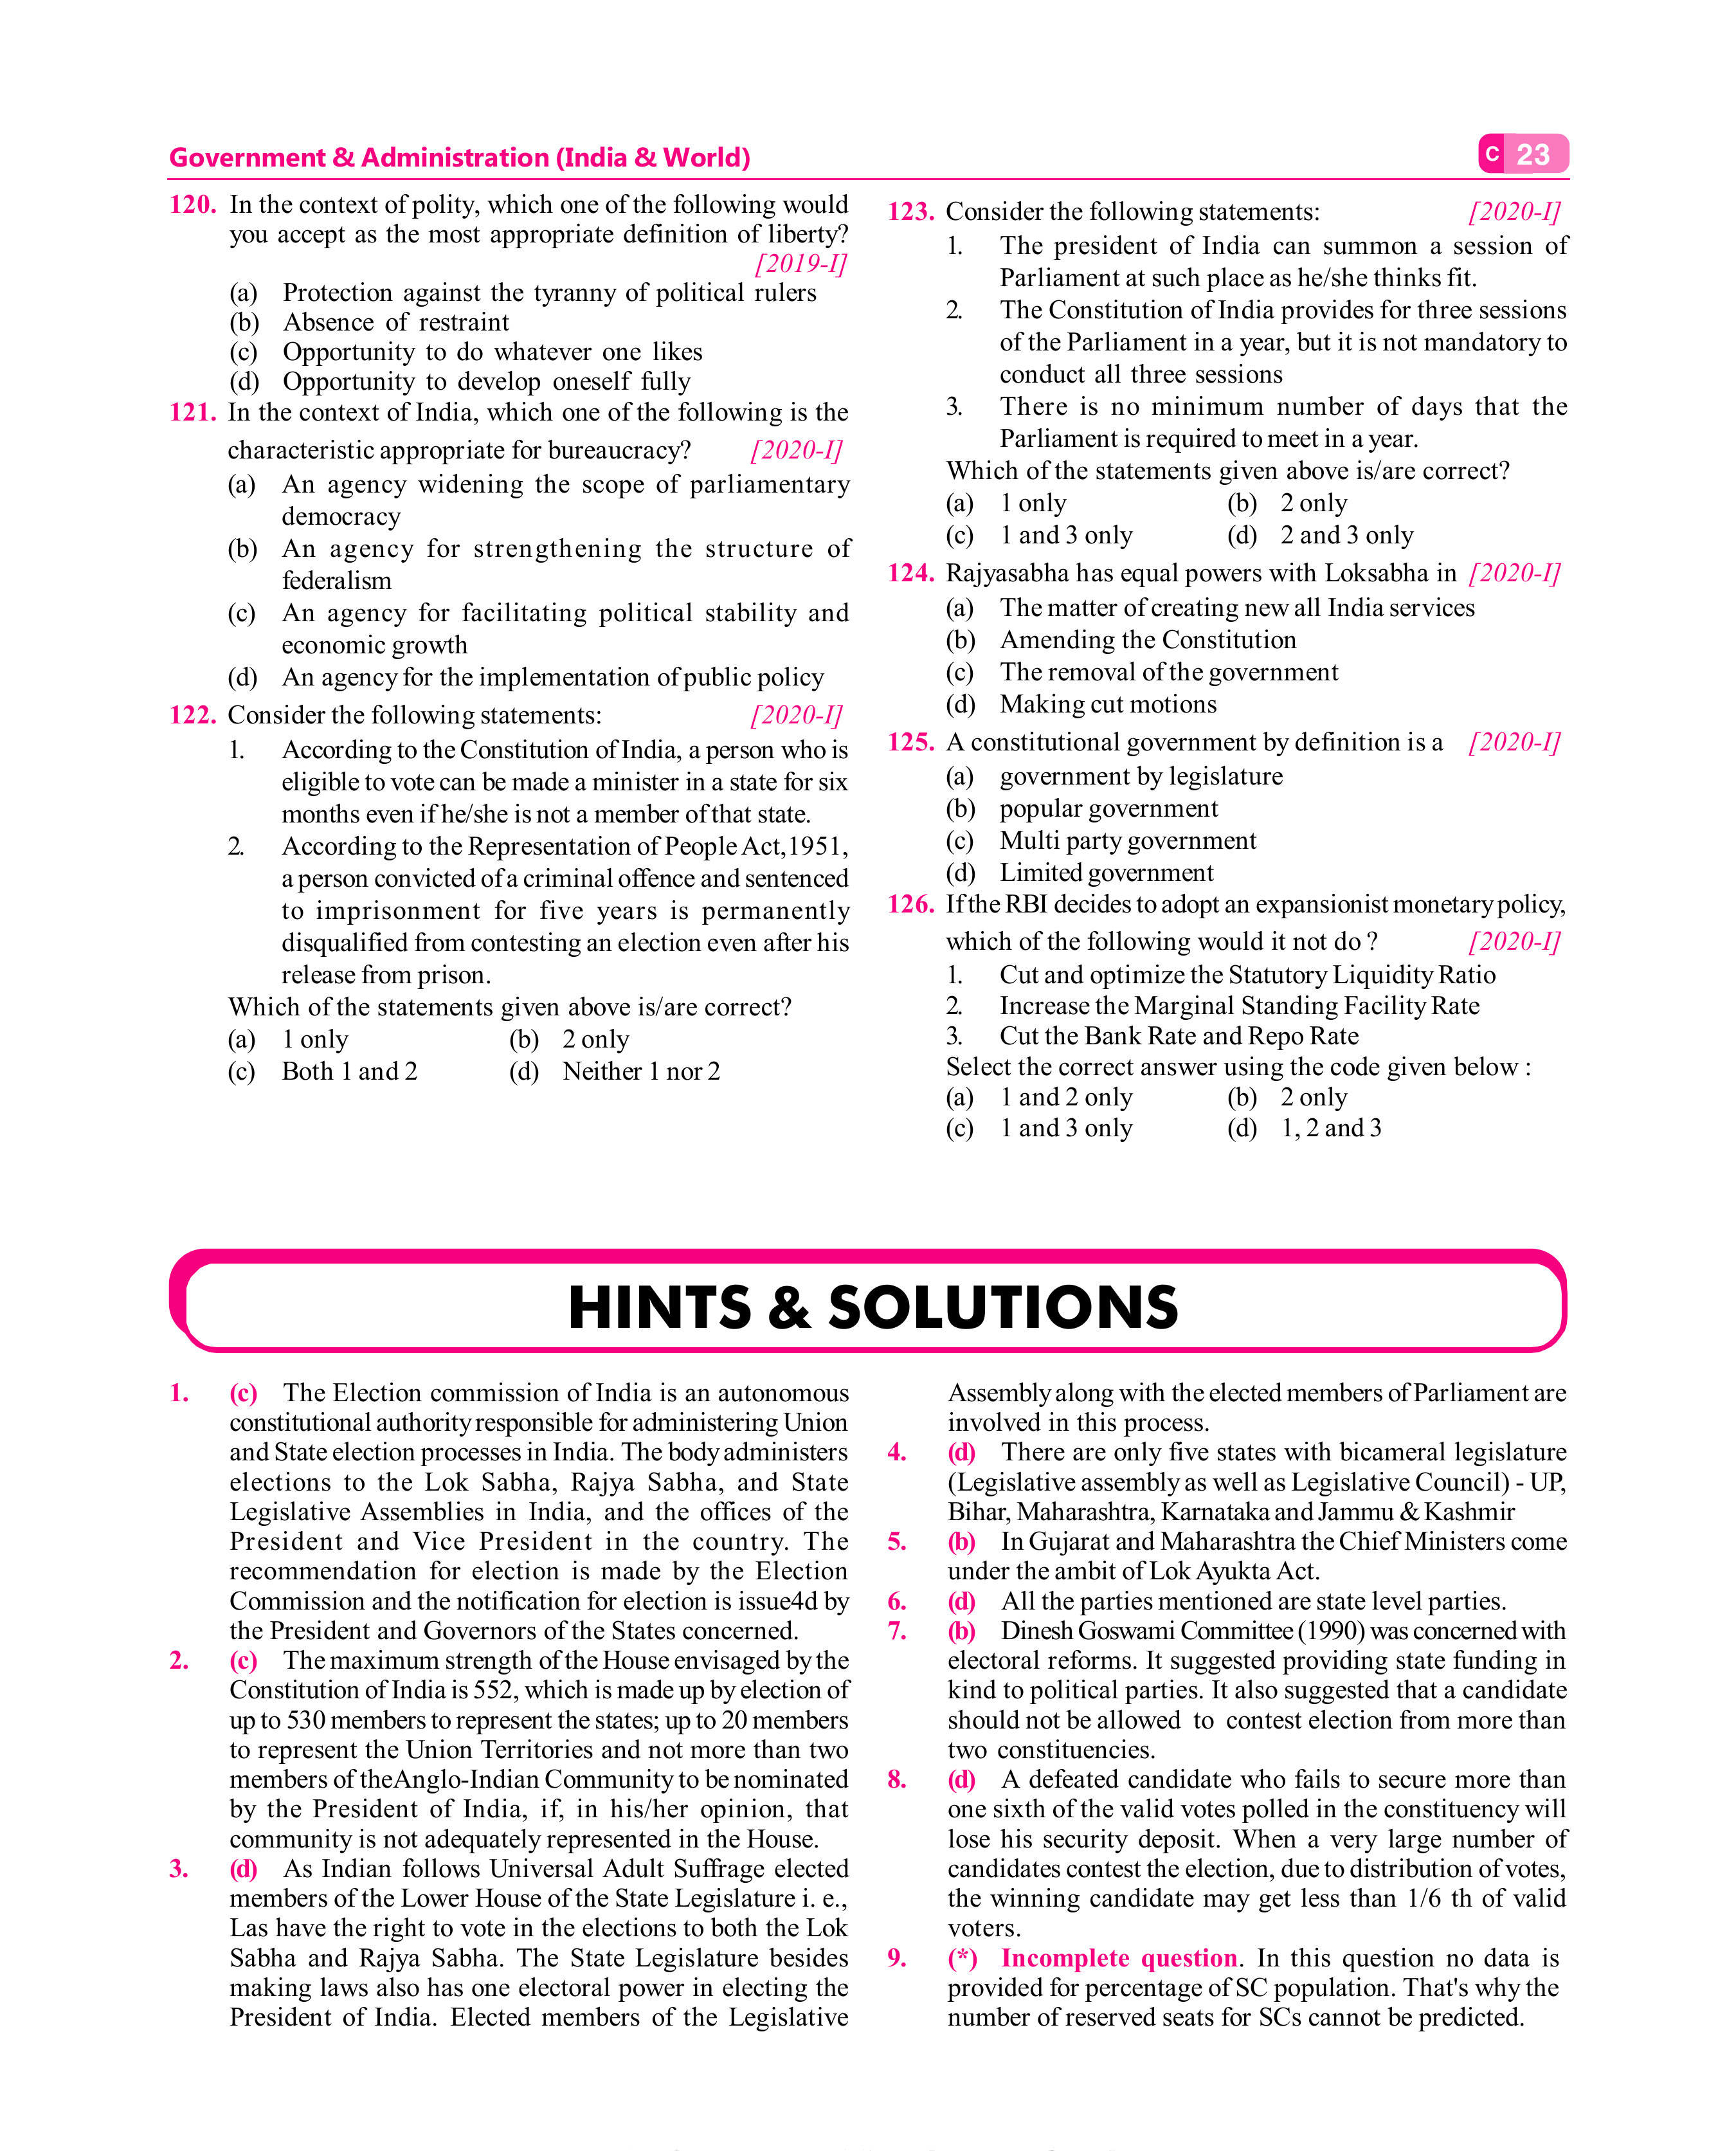 Government & Administration (India & World)
C 23
120. In the context of polity, which one of the following would
you accept as the most appropriate definition of liberty?
[2019-I]
(a) Protection against the tyranny of political rulers
(b) Absence of restraint
(c) Opportunity to do whatever one likes
(d) Opportunity to develop oneself fully
121. In the context of India, which one of the following is the
characteristic appropriate for bureaucracy? [2020-I]
(a) An agency widening the scope of parliamentary
democracy
(b) An agency for strengthening the structure of
federalism
(c) An agency for facilitating political stability and
economic growth
(d) An agency for the implementation of public policy
122. Consider the following statements: [2020-I]
1. According to the Constitution of India, a person who is
eligible to vote can be made a minister in a state for six
months even if he/she is not a member of that state.
2. According to the Representation of People Act,1951,
a person convicted of a criminal offence and sentenced
to imprisonment for five years is permanently
disqualified from contesting an election even after his
release from prison.
Which of the statements given above is/are correct?
(a) 1 only (b) 2 only
(c) Both 1 and 2 (d) Neither 1 nor 2
123. Consider the following statements: [2020-I]
1. The president of India can summon a session of
Parliament at such place as he/she thinks fit.
2. The Constitution of India provides for three sessions
of the Parliament in a year, but it is not mandatory to
conduct all three sessions
3. There is no minimum number of days that the
Parliament is required to meet in a year.
Which of the statements given above is/are correct?
(a) 1 only (b) 2 only
(c) 1 and 3 only (d) 2 and 3 only
124. Rajyasabha has equal powers with Loksabha in [2020-I]
(a) The matter of creating new all India services
(b) Amending the Constitution
(c) The removal of the government
(d) Making cut motions
125. A constitutional government by definition is a [2020-I]
(a) government by legislature
(b) popular government
(c) Multi party government
(d) Limited government
126. If the RBI decides to adopt an expansionist monetary policy,
which of the following would it not do ? [2020-I]
1. Cut and optimize the Statutory Liquidity Ratio
2. Increase the Marginal Standing Facility Rate
3. Cut the Bank Rate and Repo Rate
Select the correct answer using the code given below :
(a) 1 and 2 only (b) 2 only
(c) 1 and 3 only (d) 1, 2 and 3
HINTS & SOLUTIONS
1. (c) The Election commission of India is an autonomous
constitutional authority responsible for administering Union
and State election processes in India. The body administers
elections to the Lok Sabha, Rajya Sabha, and State
Legislative Assemblies in India, and the offices of the
President and Vice President in the country. The
recommendation for election is made by the Election
Commission and the notification for election is issue4d by
the President and Governors of the States concerned.
2. (c) The maximum strength of the House envisaged by the
Constitution of India is 552, which is made up by election of
up to 530 members to represent the states; up to 20 members
to represent the Union Territories and not more than two
members of theAnglo-Indian Community to be nominated
by the President of India, if, in his/her opinion, that
community is not adequately represented in the House.
3. (d) As Indian follows Universal Adult Suffrage elected
members of the Lower House of the State Legislature i. e.,
Las have the right to vote in the elections to both the Lok
Sabha and Rajya Sabha. The State Legislature besides
making laws also has one electoral power in electing the
President of India. Elected members of the Legislative
Assembly along with the elected members of Parliament are
involved in this process.
4. (d) There are only five states with bicameral legislature
(Legislative assembly as well as Legislative Council) - UP,
Bihar, Maharashtra, Karnataka and Jammu & Kashmir
5. (b) In Gujarat and Maharashtra the Chief Ministers come
under the ambit of Lok Ayukta Act.
6. (d) All the parties mentioned are state level parties.
7. (b) Dinesh Goswami Committee (1990) was concerned with
electoral reforms. It suggested providing state funding in
kind to political parties. It also suggested that a candidate
should not be allowed to contest election from more than
two constituencies.
8. (d) A defeated candidate who fails to secure more than
one sixth of the valid votes polled in the constituency will
lose his security deposit. When a very large number of
candidates contest the election, due to distribution of votes,
the winning candidate may get less than 1/6 th of valid
voters.
9. (*) Incomplete question. In this question no data is
provided for percentage of SC population. That's why the
number of reserved seats for SCs cannot be predicted.